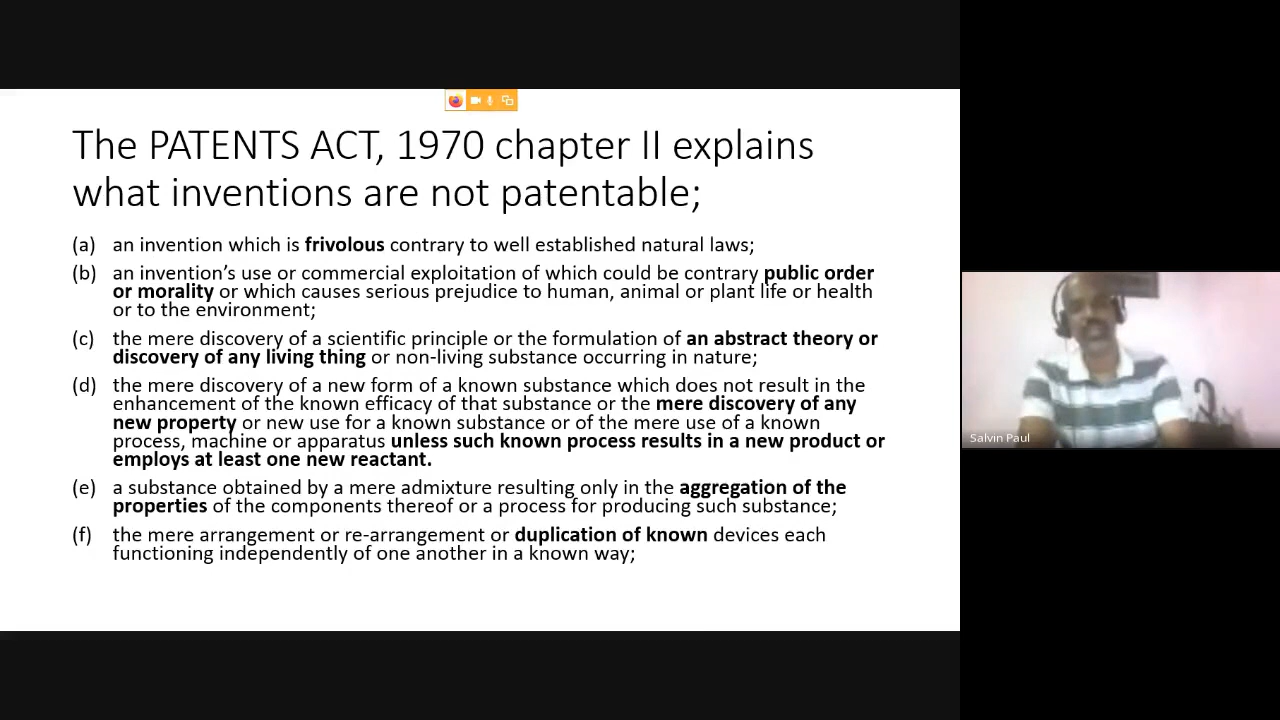 The PATENTS ACT, 1970 chapter II explains
what inventions are not patentable;
(a) an invention which is frivolous contrary to well established natural laws;
(b) an invention’s use or commercial exploitation of which could be contrary public order
or morality or which causes serious prejudice to human, animal or plant life or health
or to the environment;
(c) the mere discovery of a scientific principle or the formulation of an abstract theory or
discovery of any living thing or non-living substance occurring in nature;
(d) the mere discovery of a new form of a known substance which does not result in the
enhancement of the known efficacy of that substance or the mere discovery of any
new property or new use for a known substance or of the mere use of a known
process, machine or apparatus unless such known process results in a new product or
employs at least one new reactant.
(e) a substance obtained by a mere admixture resulting only in the aggregation of the
properties of the components thereof or a process for producing such substance;
(f) the mere arrangement or re-arrangement or duplication of known devices each
functioning independently of one another in a known way;
Salvin Paul